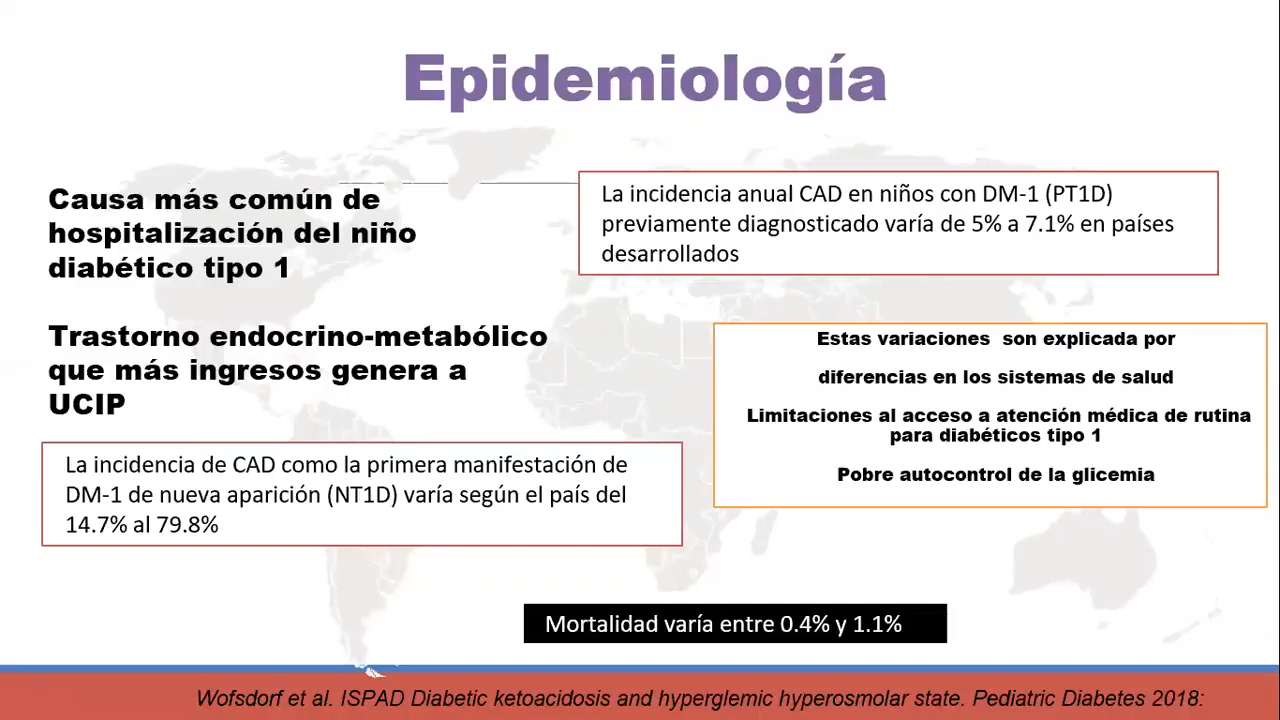 Epidemiología
Causa más común de
hospitalización del niño
diabético tipo 1
La incidencia anual CAD en niños con DM-1 (PT1D)
previamente diagnosticado varía de 5% a 7.1% en países
desarrollados
Trastorno endocrino-metabólico
que más ingresos genera a
UCIP
Estas variaciones son explicada por
diferencias en los sistemas de salud
Limitaciones al acceso a atención médica de rutina
para diabéticos tipo 1
Pobre autocontrol de la glicemia
La incidencia de CAD como la primera manifestación de
DM-1 de nueva aparición (NT1D) varía según el país del
14.7% al 79.8%
Mortalidad varía entre 0.4% y 1.1%
Wofsdorf et al. ISPAD Diabetic ketoacidosis and hyperglemic hyperosmolar state. Pediatric Diabetes 2018: